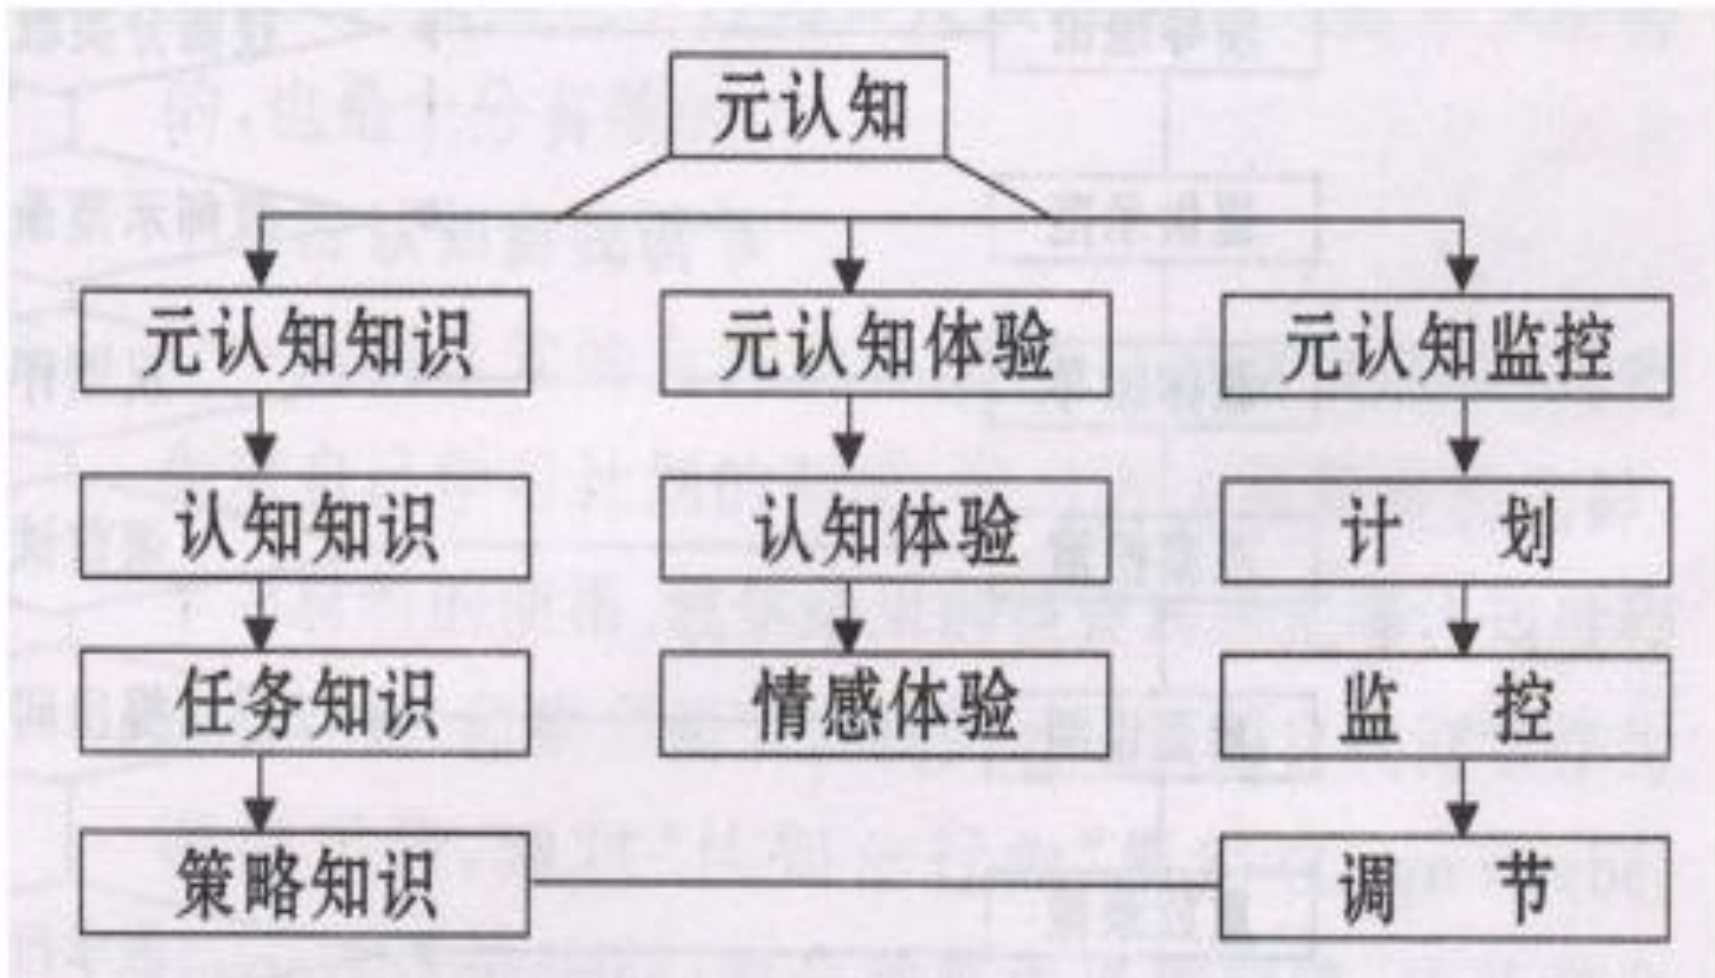 元认知
元认知知识 元认知体验 元认知监控
认知知识 认知体验 计 划
任务知识 情感体验 监 控
策略知识 调 节